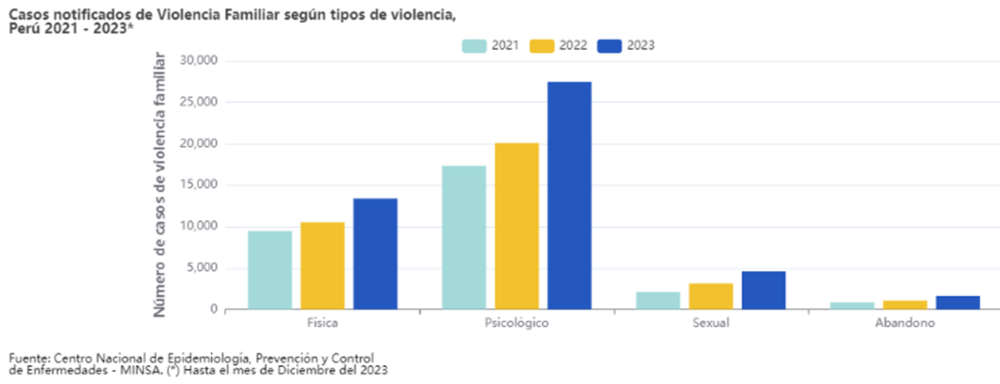 Casos notificados de Violencia Familiar según tipos de violencia,
Perú 2021 - 2023*
2021 2022 2023
Número de casos de violencia familiar
30,000
25,000
20,000
15,000
10,000
5,000
0
Física Psicológico Sexual Abandono
Fuente: Centro Nacional de Epidemiología, Prevención y Control
de Enfermedades - MINSA. (*) Hasta el mes de Diciembre del 2023